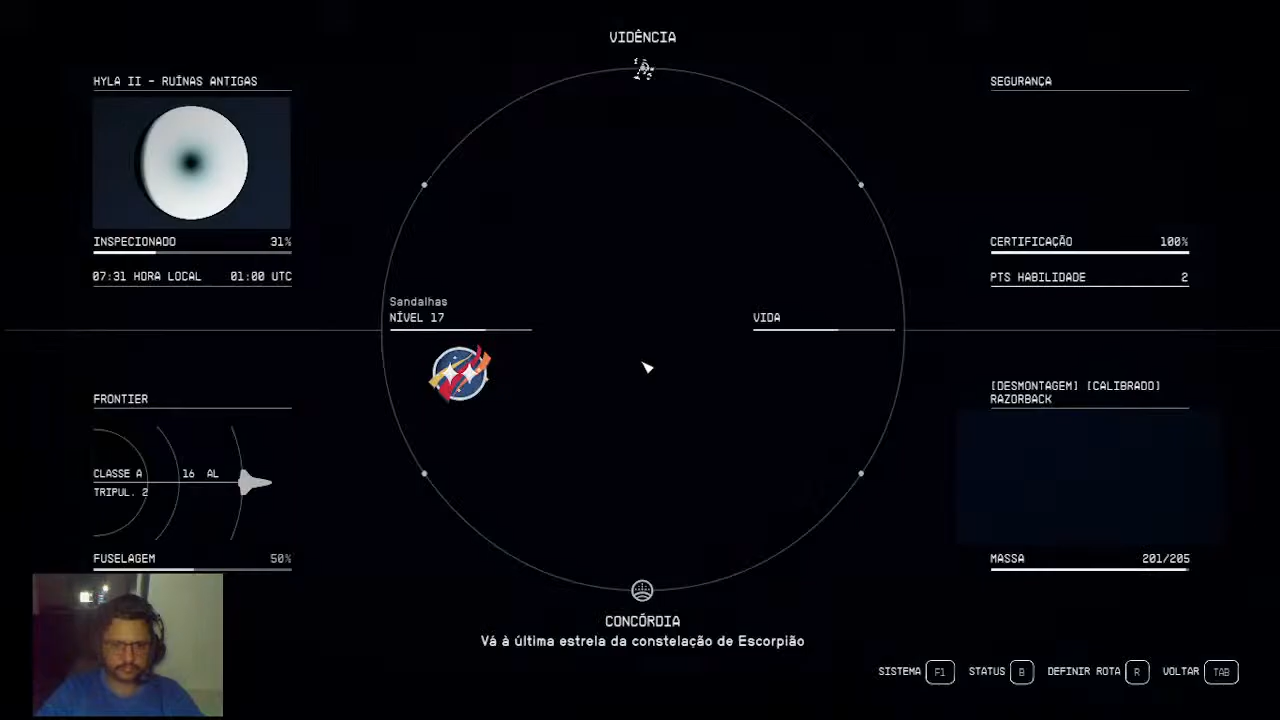 VIDÊNCIA
HYLA II - RUÍNAS ANTIGAS
INSPECIONADO 31%
07:31 HORA LOCAL 01:00 UTC
SEGURANÇA
CERTIFICAÇÃO 100%
PTS HABILIDADE 2
Sandalhas
NÍVEL 17
VIDA
FRONTIER
CLASSE A 16 AL
TRIPUL. 2
FUSELAGEM 50%
[DESMONTAGEM] [CALIBRADO]
RAZORBACK
MASSA 201/205
CONCÓRDIA
Vá à última estrela da constelação de Escorpião
SISTEMA F1 STATUS B DEFINIR ROTA R VOLTAR TAB